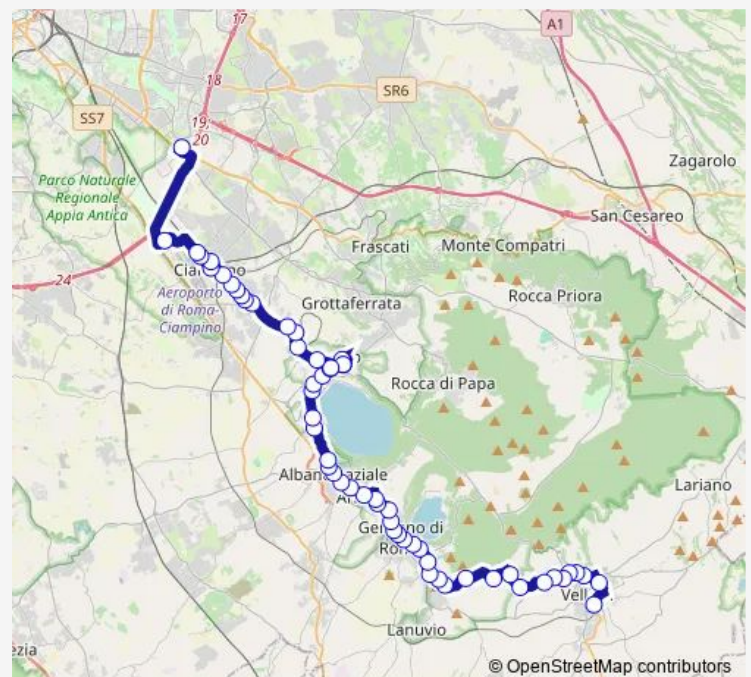 17
A1
18
SR6
SS7
19,
20
Zagarolo
Parco Naturale
Regionale
Appia Antica
San Cesareo
Frascati
Monte Compatri
24
Aeroporto
di Roma-
Ciampino
Rocca Priora
Grottaferrata
Rocca di Papa
Lariano
Lanuvio
© OpenStreetMap contributors